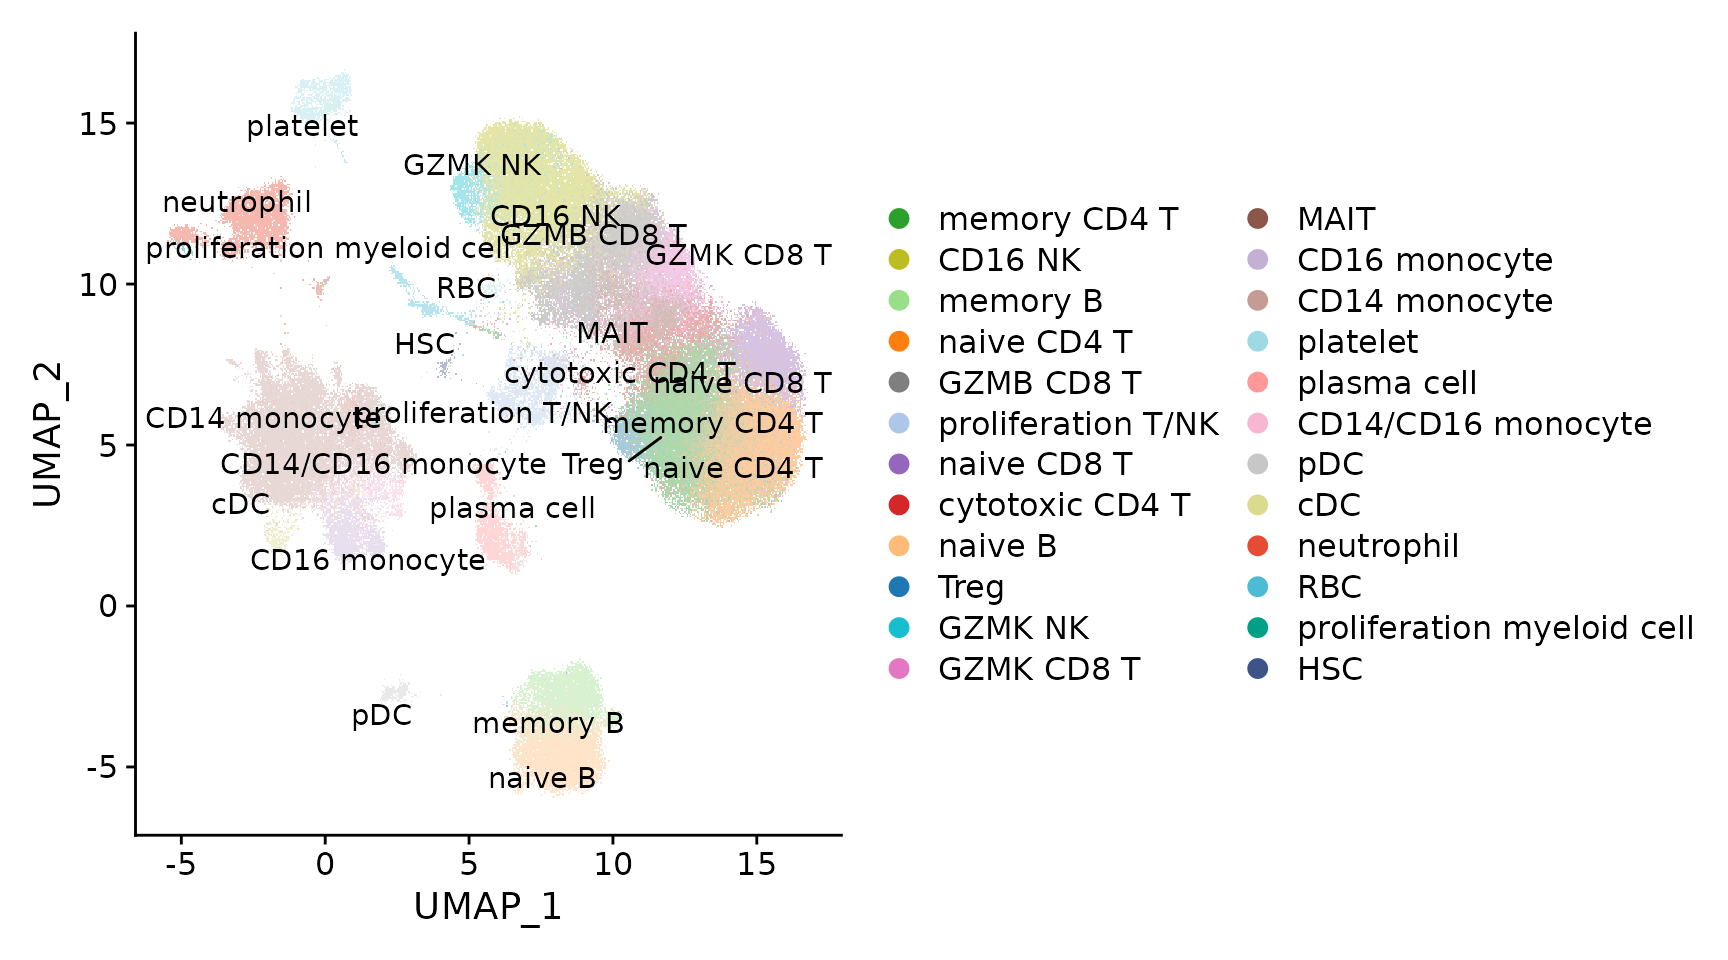 15
10
5
0
-5
UMAP_2
platelet
GZMK NK
neutrophil
CD16 NK
GZMB CD8 T
proliferation myeloid cell
GZMK CD8 T
RBC
MAIT
HSC
cytotoxic CD4 T
naive CD8 T
CD14 monocyte
proliferation T/NK
memory CD4 T
CD14/CD16 monocyte
Treg
naive CD4 T
cDC
plasma cell
CD16 monocyte
pDC
memory B
naive B
-5 0 5 10 15
UMAP_1
memory CD4 T
CD16 NK
memory B
naive CD4 T
GZMB CD8 T
proliferation T/NK
naive CD8 T
cytotoxic CD4 T
naive B
Treg
GZMK NK
GZMK CD8 T
MAIT
CD16 monocyte
CD14 monocyte
platelet
plasma cell
CD14/CD16 monocyte
pDC
cDC
neutrophil
RBC
proliferation myeloid cell
HSC